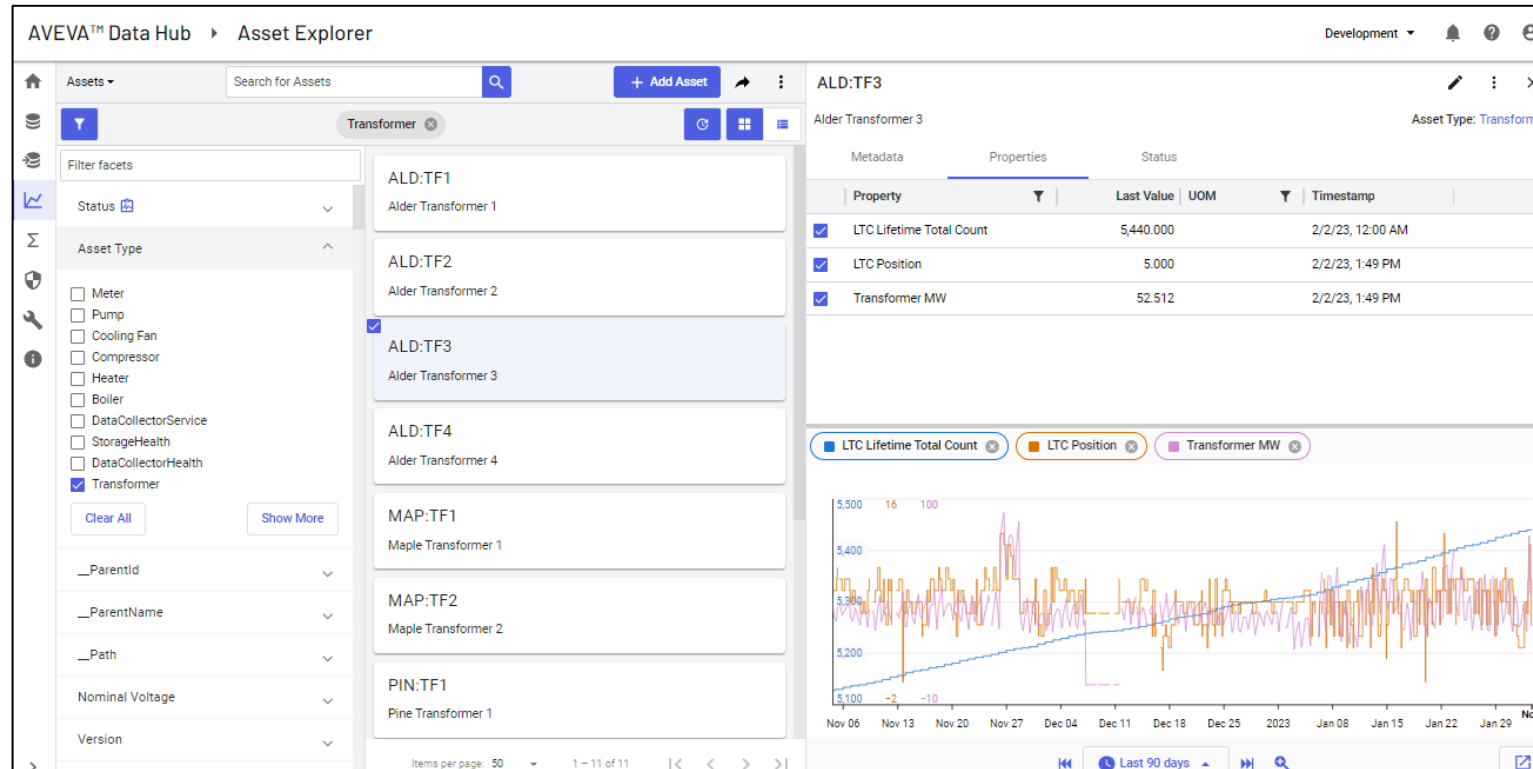 AVEVA™ Data Hub ▸ Asset Explorer
Development
Assets
Search for Assets
+ Add Asset
Transformer
Filter facets
Status
Asset Type
Meter
Pump
Cooling Fan
Compressor
Heater
Boiler
DataCollectorService
StorageHealth
DataCollectorHealth
Transformer
Clear All
Show More
__ParentId
__ParentName
__Path
Nominal Voltage
Version
ALD:TF1
Alder Transformer 1
ALD:TF2
Alder Transformer 2
ALD:TF3
Alder Transformer 3
ALD:TF4
Alder Transformer 4
MAP:TF1
Maple Transformer 1
MAP:TF2
Maple Transformer 2
PIN:TF1
Pine Transformer 1
Items per page: 50
1 – 11 of 11
ALD:TF3
Alder Transformer 3
Asset Type: Transform
Metadata Properties Status
Property Last Value UOM Timestamp
LTC Lifetime Total Count 5,440.000 2/2/23, 12:00 AM
LTC Position 5.000 2/2/23, 1:49 PM
Transformer MW 52.512 2/2/23, 1:49 PM
LTC Lifetime Total Count LTC Position Transformer MW
5,500 16 100
5,400
5,300
5,200
5,100 -2 -10
Nov 06 Nov 13 Nov 20 Nov 27 Dec 04 Dec 11 Dec 18 Dec 25 2023 Jan 08 Jan 15 Jan 22 Jan 29 No
Last 90 days